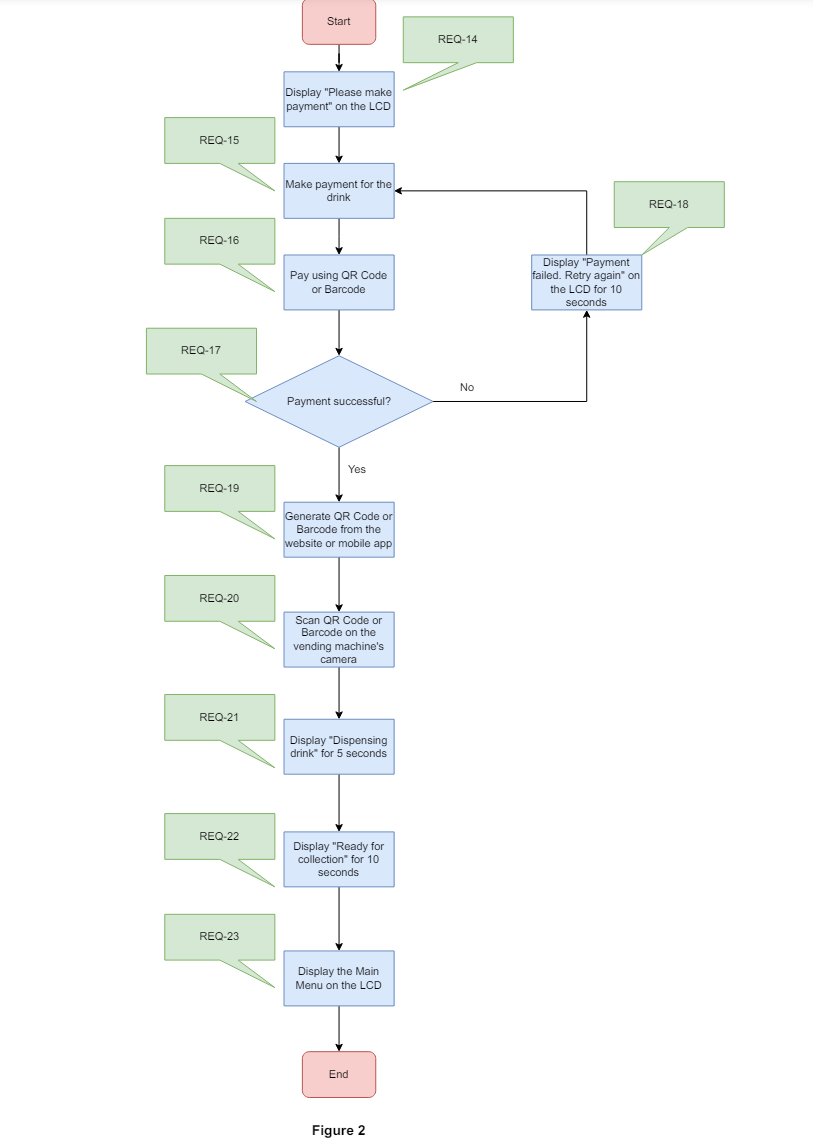 Start
REQ-14
Display "Please make
payment" on the LCD
REQ-15
Make payment for the
drink
REQ-18
REQ-16
Pay using QR Code
or Barcode
Display "Payment
failed. Retry again" on
the LCD for 10
seconds
REQ-17
Payment successful?
No
Yes
REQ-19
Generate QR Code or
Barcode from the
website or mobile app
REQ-20
Scan QR Code or
Barcode on the
vending machine's
camera
REQ-21
Display "Dispensing
drink" for 5 seconds
REQ-22
Display "Ready for
collection" for 10
seconds
REQ-23
Display the Main
Menu on the LCD
End
Figure 2